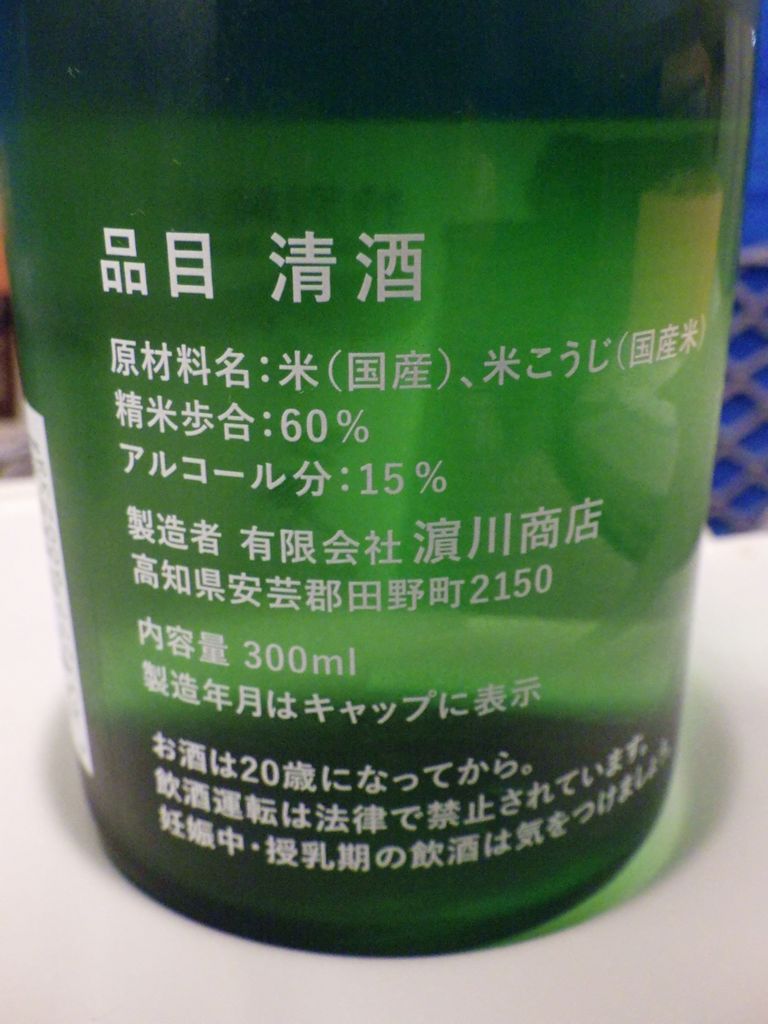 品目 清酒
原材料名：米（国産）、米こうじ（国産米）
精米歩合：60%
アルコール分：15%
製造者 有限会社 濵川商店
高知県安芸郡田野町2150
内容量 300ml
製造年月はキャップに表示
お酒は20歳になってから。
飲酒運転は法律で禁止されています。
妊娠中・授乳期の飲酒は気をつけましょう。